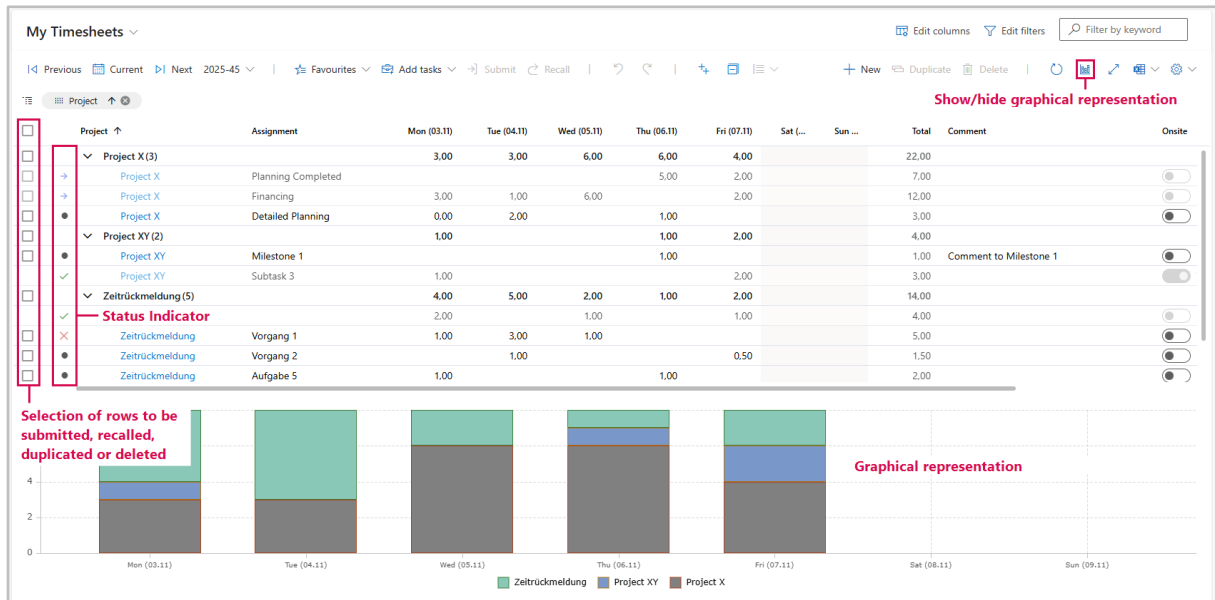 My Timesheets
Edit columns Edit filters Filter by keyword
Previous Current Next 2025-45 Favourites Add tasks Submit Recall New Duplicate Delete
Show/hide graphical representation
Project
Project Assignment Mon (03.11) Tue (04.11) Wed (05.11) Thu (06.11) Fri (07.11) Sat (... Sun ... Total Comment Onsite
Project X (3) 3,00 3,00 6,00 6,00 4,00 22,00
Project X Planning Completed 5,00 2,00 7,00
Project X Financing 3,00 1,00 6,00 2,00 12,00
Project X Detailed Planning 0,00 2,00 1,00 3,00
Project XY (2) 1,00 1,00 2,00 4,00
Project XY Milestone 1 1,00 1,00 Comment to Milestone 1
Project XY Subtask 3 1,00 2,00 3,00
Zeitrückmeldung (5) 4,00 5,00 2,00 1,00 2,00 14,00
Status Indicator 2,00 1,00 1,00 4,00
Zeitrückmeldung Vorgang 1 1,00 3,00 1,00 5,00
Zeitrückmeldung Vorgang 2 1,00 0,50 1,50
Zeitrückmeldung Aufgabe 5 1,00 1,00 2,00
Selection of rows to be
submitted, recalled,
duplicated or deleted
Graphical representation
4
2
0
Mon (03.11) Tue (04.11) Wed (05.11) Thu (06.11) Fri (07.11) Sat (08.11) Sun (09.11)
Zeitrückmeldung Project XY Project X